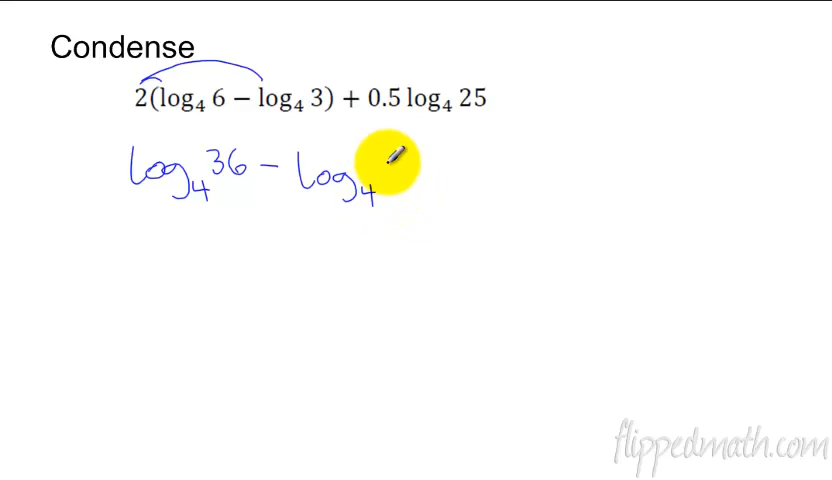 Condense
2(log₄ 6 − log₄ 3) + 0.5 log₄ 25
log₄ 36 − log₄
flippedmath.com